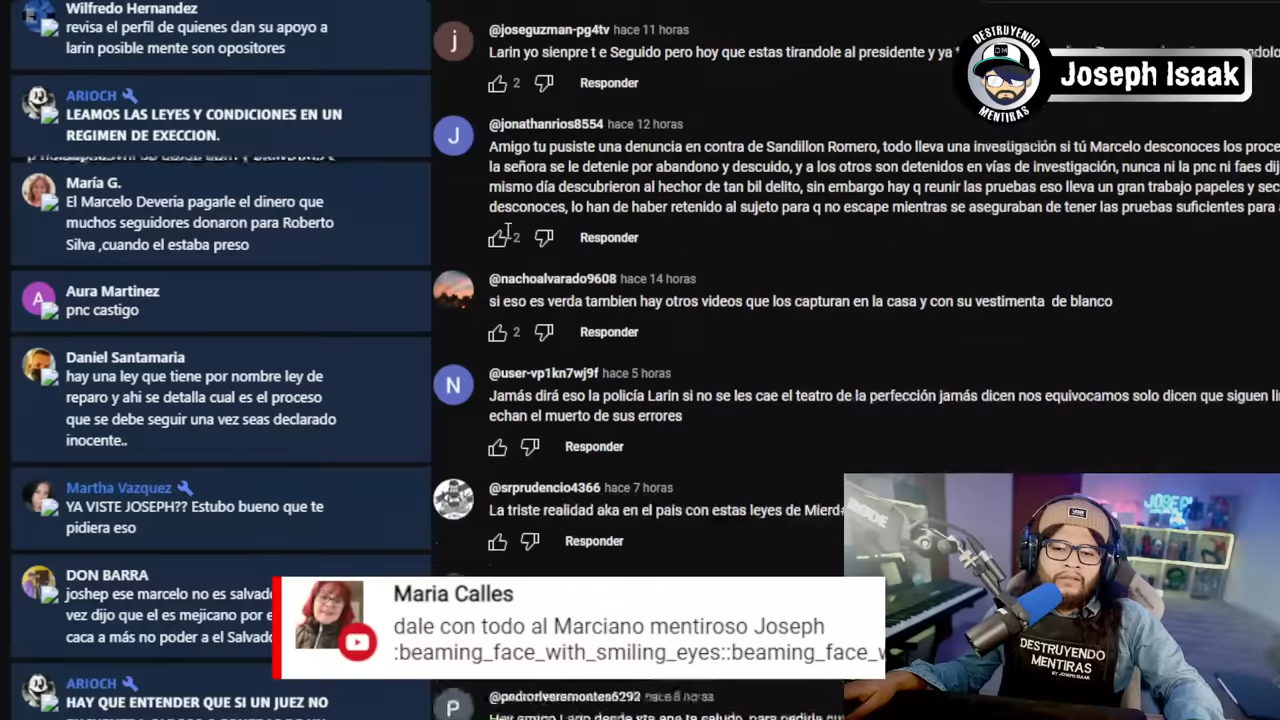 Wilfredo Hernandez
revisa el perfil de quienes dan su apoyo a
larin posible mente son opositores
ARIOCH
LEAMOS LAS LEYES Y CONDICIONES EN UN
REGIMEN DE EXECCION.
María G.
El Marcelo Deveria pagarle el dinero que
muchos seguidores donaron para Roberto
Silva ,cuando el estaba preso
A
Aura Martinez
pnc castigo
Daniel Santamaria
hay una ley que tiene por nombre ley de
reparo y ahi se detalla cual es el proceso
que se debe seguir una vez seas declarado
inocente..
Martha Vazquez
YA VISTE JOSEPH?? Estubo bueno que te
pidiera eso
DON BARRA
joshep ese marcelo no es salvado
vez dijo que el es mejicano por e
caca a más no poder a el Salvado
ARIOCH
HAY QUE ENTENDER QUE SI UN JUEZ NO
j
@joseguzman-pg4tv hace 11 horas
Larin yo sienpre t e Seguido pero hoy que estas tirandole al presidente y ya
2 Responder
J
@jonathanrios8554 hace 12 horas
Amigo tu pusiste una denuncia en contra de Sandillon Romero, todo lleva una investigación si tú Marcelo desconoces los proce
la señora se le detenie por abandono y descuido, y a los otros son detenidos en vías de investigación, nunca ni la pnc ni faes dij
mismo día descubrieron al hechor de tan bil delito, sin embargo hay q reunir las pruebas eso lleva un gran trabajo papeles y sec
desconoces, lo han de haber retenido al sujeto para q no escape mientras se aseguraban de tener las pruebas suficientes para
2 Responder
@nachoalvarado9608 hace 14 horas
si eso es verda tambien hay otros videos que los capturan en la casa y con su vestimenta de blanco
2 Responder
N
@user-vp1kn7wj9f hace 5 horas
Jamás dirá eso la policía Larin si no se les cae el teatro de la perfección jamás dicen nos equivocamos solo dicen que siguen li
echan el muerto de sus errores
Responder
@srprudencio4366 hace 7 horas
La triste realidad aka en el pais con estas leyes de Mierd
Responder
P
@pedroriveramontes6292
Maria Calles
dale con todo al Marciano mentiroso Joseph
:beaming_face_with_smiling_eyes::beaming_face_w
DESTRUYENDO
DM
MENTIRAS
Joseph Isaak
RØDE
JOSEPH
DESTRUYENDO
MENTIRAS
BY JOSEPH ISAAK